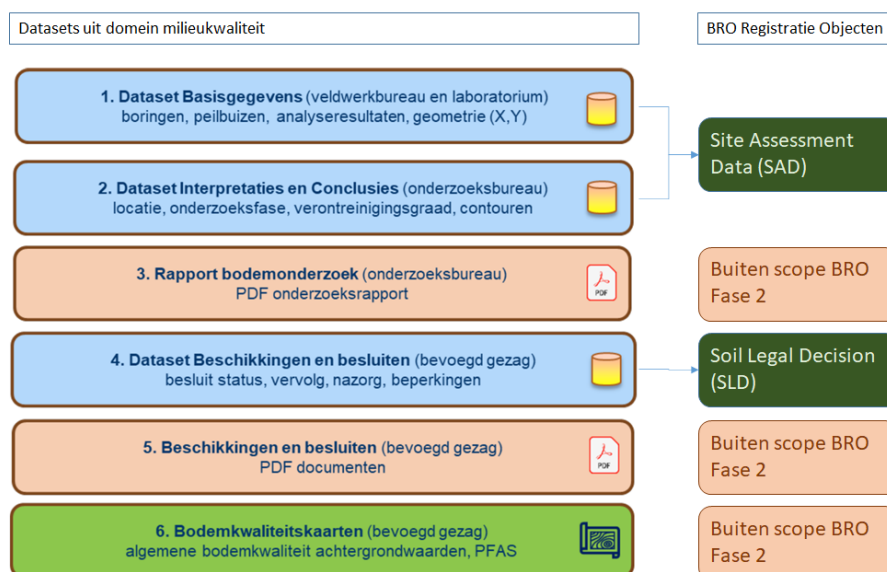 Datasets uit domein milieukwaliteit
BRO Registratie Objecten
1. Dataset Basisgegevens (veldwerkbureau en laboratorium)
boringen, peilbuizen, analyseresultaten, geometrie (X,Y)
2. Dataset Interpretaties en Conclusies (onderzoeksbureau)
locatie, onderzoeksfase, verontreinigingsgraad, contouren
Site Assessment
Data (SAD)
3. Rapport bodemonderzoek (onderzoeksbureau)
PDF onderzoeksrapport
PDF
Buiten scope BRO
Fase 2
4. Dataset Beschikkingen en besluiten (bevoegd gezag)
besluit status, vervolg, nazorg, beperkingen
Soil Legal Decision
(SLD)
5. Beschikkingen en besluiten (bevoegd gezag)
PDF documenten
PDF
Buiten scope BRO
Fase 2
6. Bodemkwaliteitskaarten (bevoegd gezag)
algemene bodemkwaliteit achtergrondwaarden, PFAS
Buiten scope BRO
Fase 2